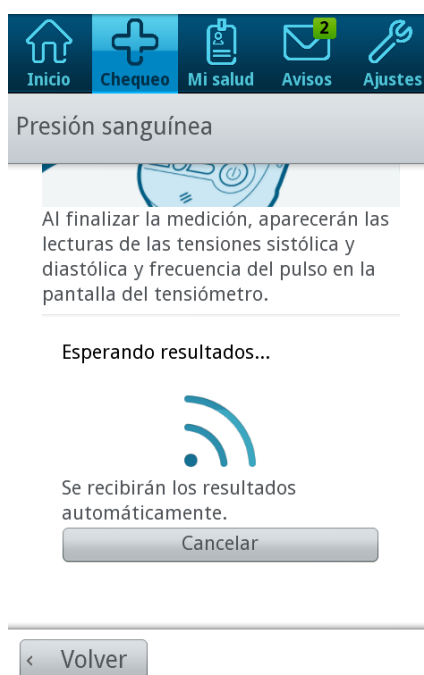 2
Inicio Chequeo Mi salud Avisos Ajustes
Presión sanguínea
Al finalizar la medición, aparecerán las
lecturas de las tensiones sistólica y
diastólica y frecuencia del pulso en la
pantalla del tensiómetro.
Esperando resultados...
Se recibirán los resultados
automáticamente.
Cancelar
‹ Volver